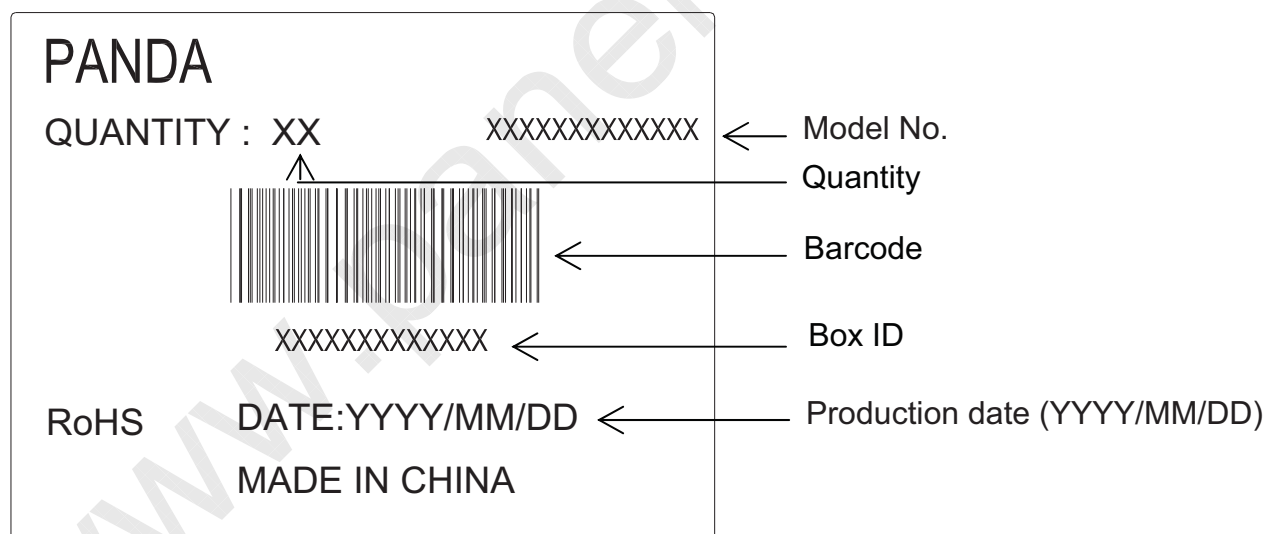 PANDA
QUANTITY : XX
XXXXXXXXXXXXX
Model No.
Quantity
Barcode
XXXXXXXXXXXXX
Box ID
RoHS
DATE:YYYY/MM/DD
Production date (YYYY/MM/DD)
MADE IN CHINA